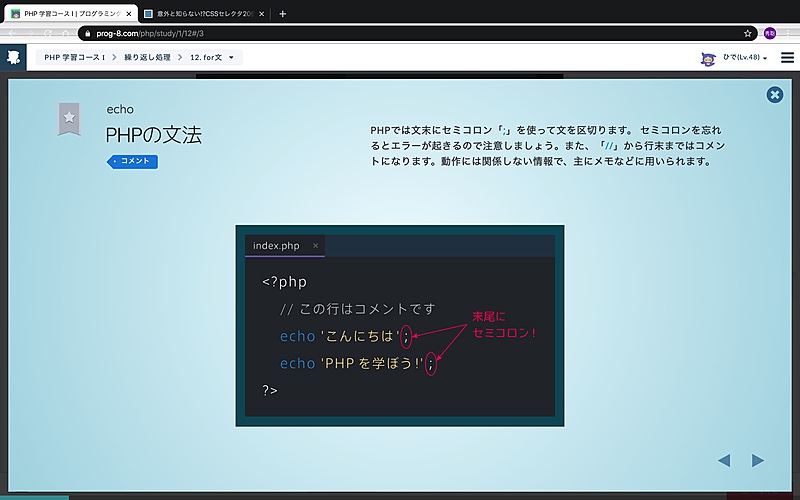 PHP 学習コース I | プログラミング
意外と知らない!?CSSセレクタ20
prog-8.com/php/study/1/12#/3
PHP 学習コース I
繰り返し処理
12. for文
ひで(Lv.48)
echo
PHPの文法
コメント
PHPでは文末にセミコロン「;」を使って文を区切ります。 セミコロンを忘れ
るとエラーが起きるので注意しましょう。また、「//」から行末まではコメン
トになります。動作には関係しない情報で、主にメモなどに用いられます。
index.php
<?php
// この行はコメントです
echo 'こんにちは';
echo 'PHP を学ぼう!';
?>
末尾に
セミコロン!